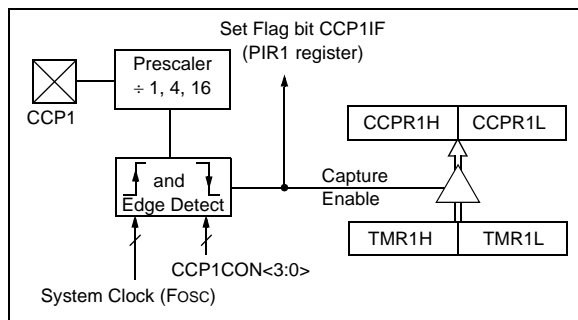 Set Flag bit CCP1IF
(PIR1 register)
Prescaler
÷ 1, 4, 16
CCP1
CCPR1H
CCPR1L
and
Edge Detect
Capture
Enable
TMR1H
TMR1L
CCP1CON<3:0>
System Clock (FOSC)